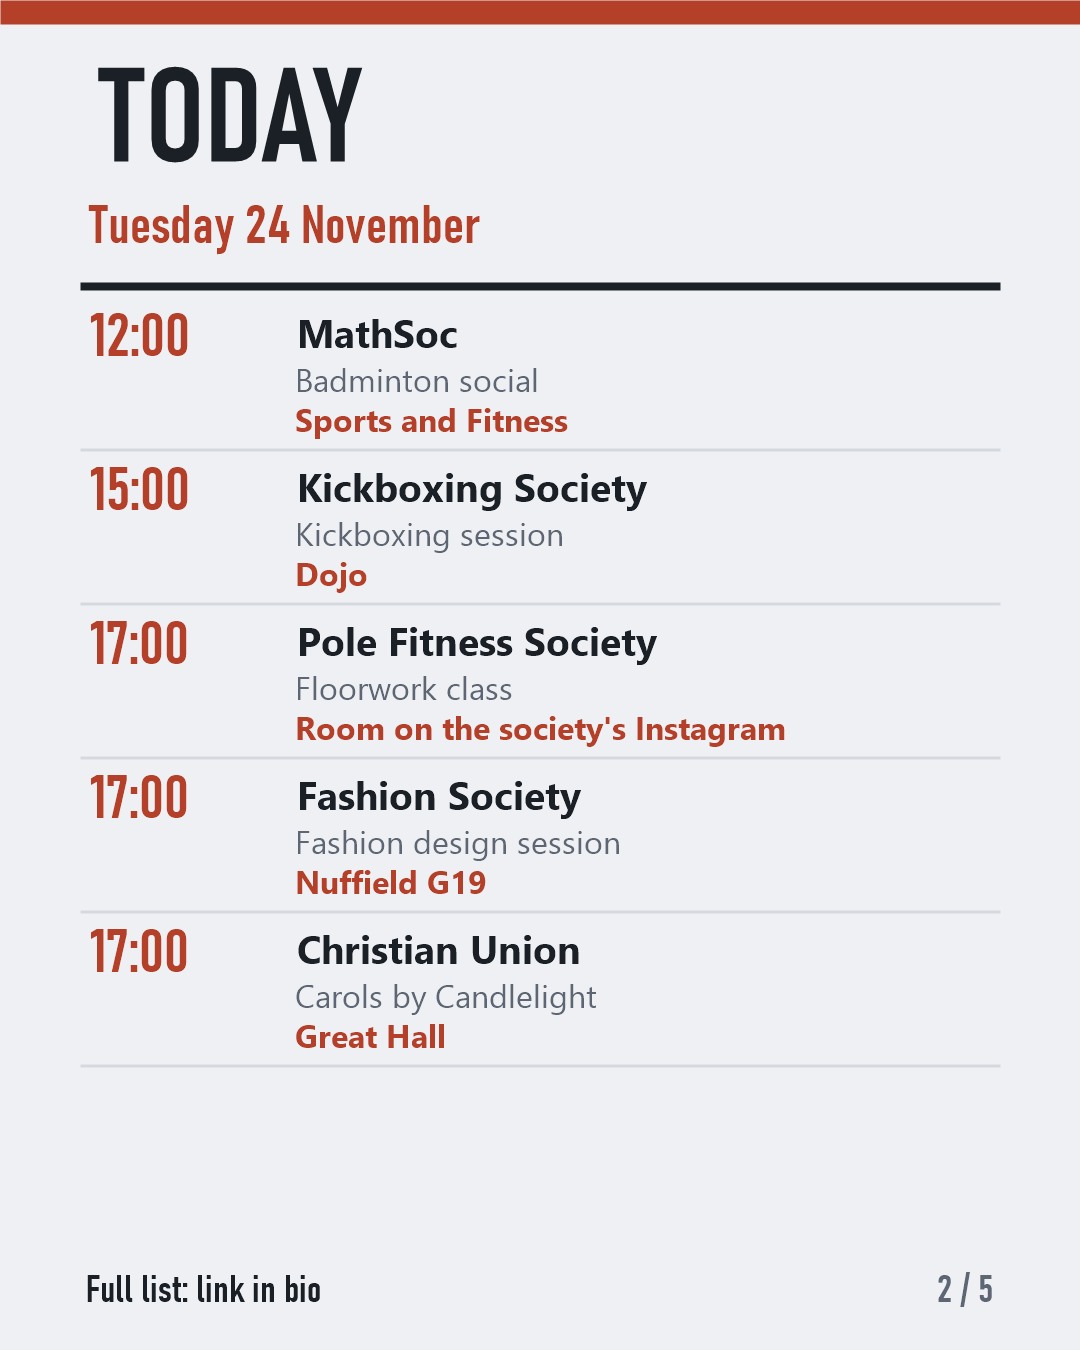 TODAY
Tuesday 24 November
12:00
MathSoc
Badminton social
Sports and Fitness
15:00
Kickboxing Society
Kickboxing session
Dojo
17:00
Pole Fitness Society
Floorwork class
Room on the society's Instagram
17:00
Fashion Society
Fashion design session
Nuffield G19
17:00
Christian Union
Carols by Candlelight
Great Hall
Full list: link in bio
2 / 5